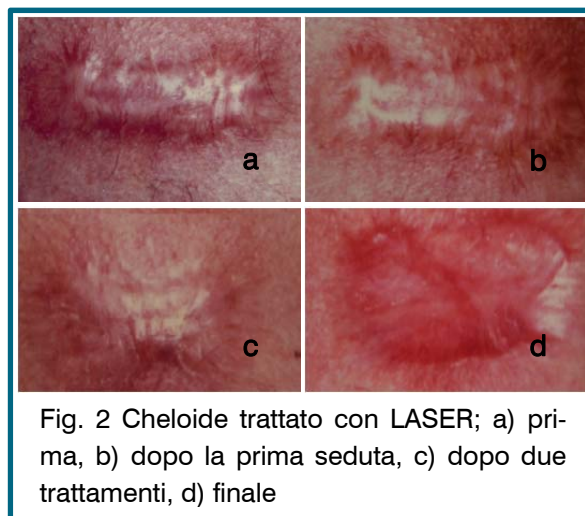 a
b
c
d
Fig. 2 Cheloide trattato con LASER; a) pri-
ma, b) dopo la prima seduta, c) dopo due
trattamenti, d) finale